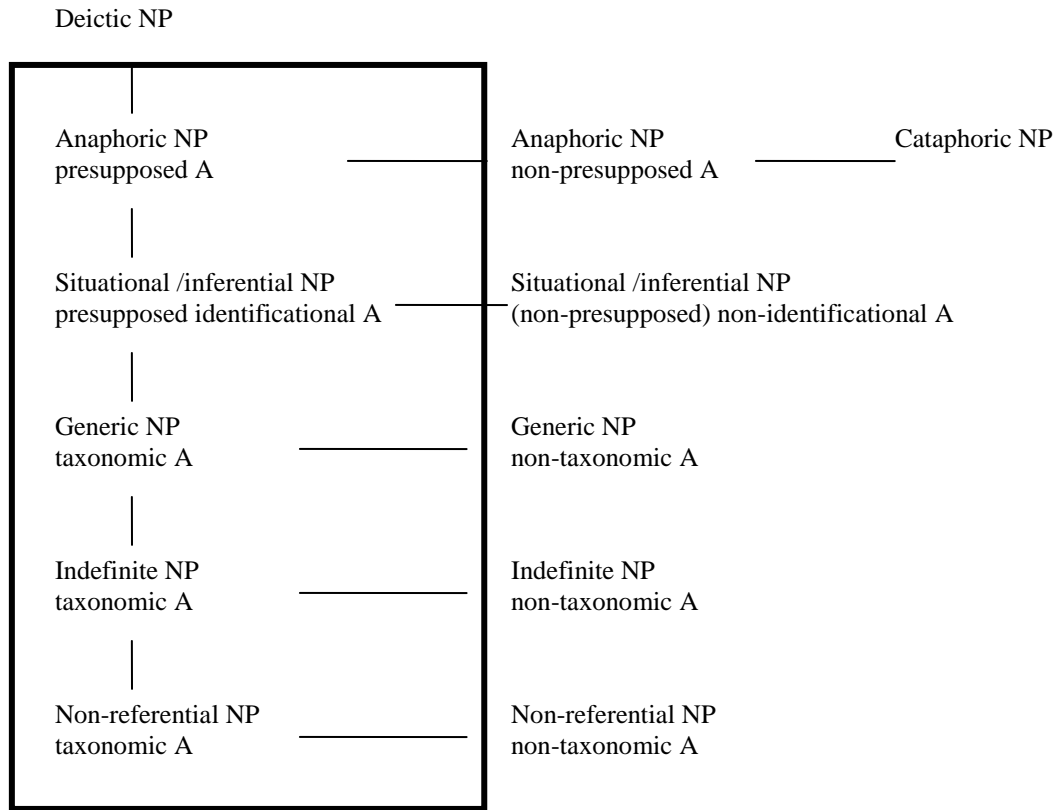 Deictic NP
Anaphoric NP
presupposed A
Anaphoric NP
non-presupposed A
Cataphoric NP
Situational /inferential NP
presupposed identificational A
Situational /inferential NP
(non-presupposed) non-identificational A
Generic NP
taxonomic A
Generic NP
non-taxonomic A
Indefinite NP
taxonomic A
Indefinite NP
non-taxonomic A
Non-referential NP
taxonomic A
Non-referential NP
non-taxonomic A